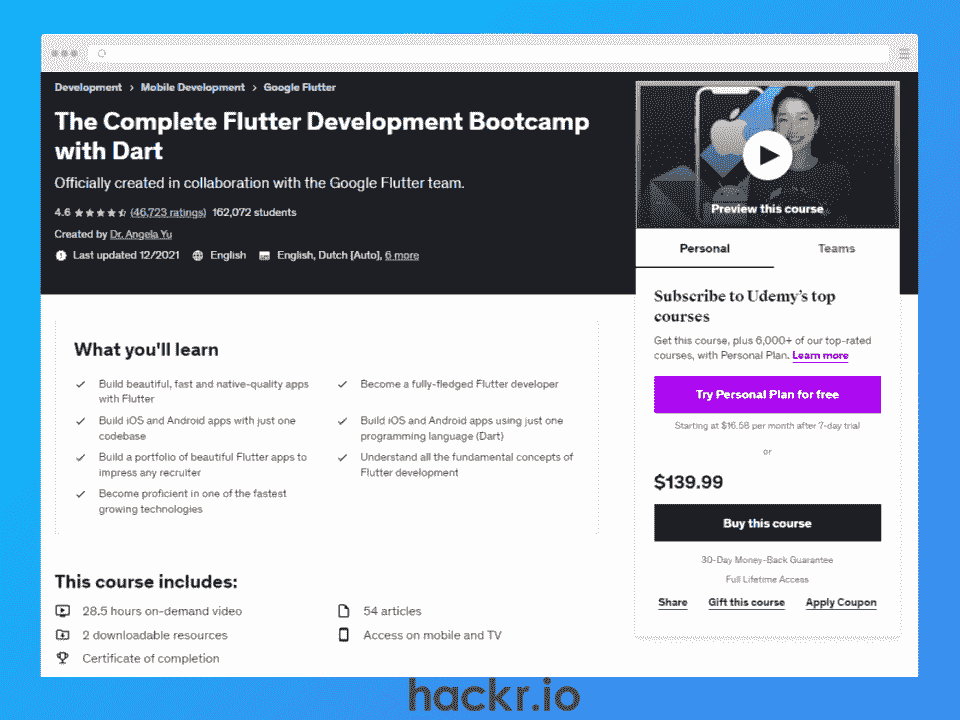 Development > Mobile Development > Google Flutter
The Complete Flutter Development Bootcamp
with Dart
Officially created in collaboration with the Google Flutter team.
4.6 (46,723 ratings) 162,072 students
Created by Dr. Angela Yu
Last updated 12/2021 English English, Dutch [Auto], 6 more
Preview this course
Personal Teams
Subscribe to Udemy's top
courses
Get this course, plus 6,000+ of our top-rated
courses, with Personal Plan. Learn more
Try Personal Plan for free
Starting at $16.58 per month after 7-day trial
or
$139.99
Buy this course
30-Day Money-Back Guarantee
Full Lifetime Access
Share Gift this course Apply Coupon
What you'll learn
Build beautiful, fast and native-quality apps
with Flutter
Build iOS and Android apps with just one
codebase
Build a portfolio of beautiful Flutter apps to
impress any recruiter
Become proficient in one of the fastest
growing technologies
Become a fully-fledged Flutter developer
Build iOS and Android apps using just one
programming language (Dart)
Understand all the fundamental concepts of
Flutter development
This course includes:
28.5 hours on-demand video
2 downloadable resources
Certificate of completion
54 articles
Access on mobile and TV
hackr.io